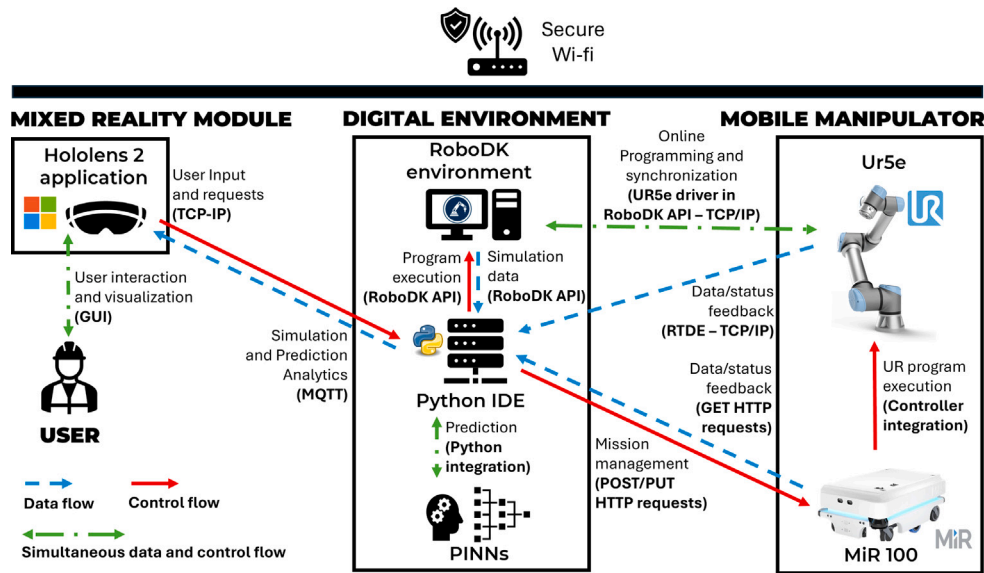 Secure
Wi-fi
MIXED REALITY MODULE
DIGITAL ENVIRONMENT
MOBILE MANIPULATOR
Hololens 2
application
User Input
and requests
(TCP-IP)
User interaction
and visualization
(GUI)
USER
Simulation
and Prediction
Analytics
(MQTT)
Data flow
Control flow
Simultaneous data and control flow
RoboDK
environment
Program
execution
(RoboDK API)
Simulation
data
(RoboDK API)
Python IDE
Prediction
(Python
integration)
PINNs
Online
Programming and
synchronization
(UR5e driver in
RoboDK API – TCP/IP)
Data/status
feedback
(RTDE – TCP/IP)
Data/status
feedback
(GET HTTP
requests)
Mission
management
(POST/PUT
HTTP requests)
Ur5e
UR
UR program
execution
(Controller
integration)
MiR
MiR 100